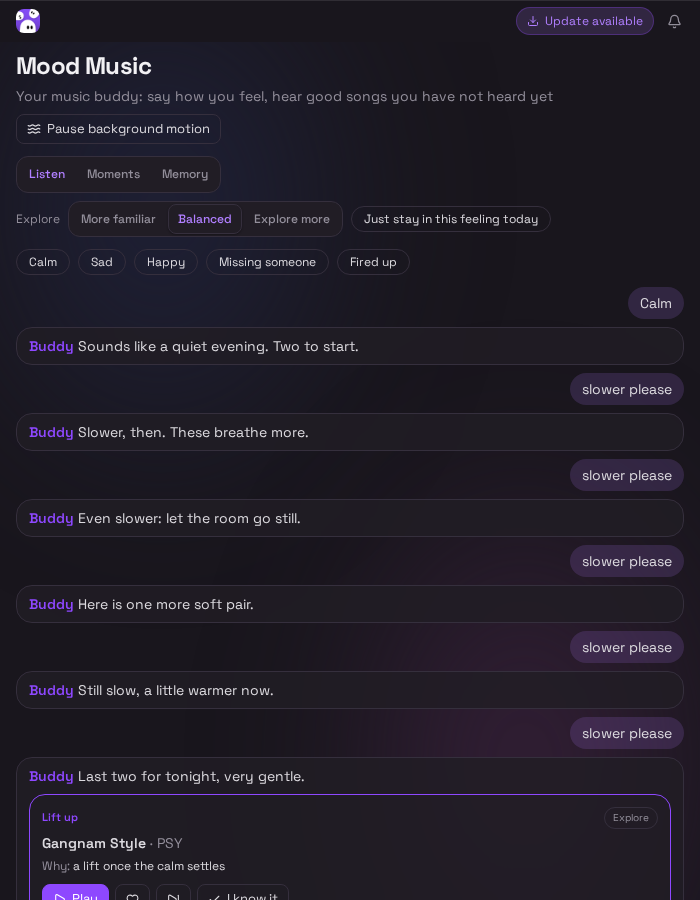 Update available
Mood Music
Your music buddy: say how you feel, hear good songs you have not heard yet
Pause background motion
Listen Moments Memory
Explore More familiar Balanced Explore more Just stay in this feeling today
Calm Sad Happy Missing someone Fired up
Calm
Buddy Sounds like a quiet evening. Two to start.
slower please
Buddy Slower, then. These breathe more.
slower please
Buddy Even slower: let the room go still.
slower please
Buddy Here is one more soft pair.
slower please
Buddy Still slow, a little warmer now.
slower please
Buddy Last two for tonight, very gentle.
Lift up Explore
Gangnam Style · PSY
Why: a lift once the calm settles
Play I know it